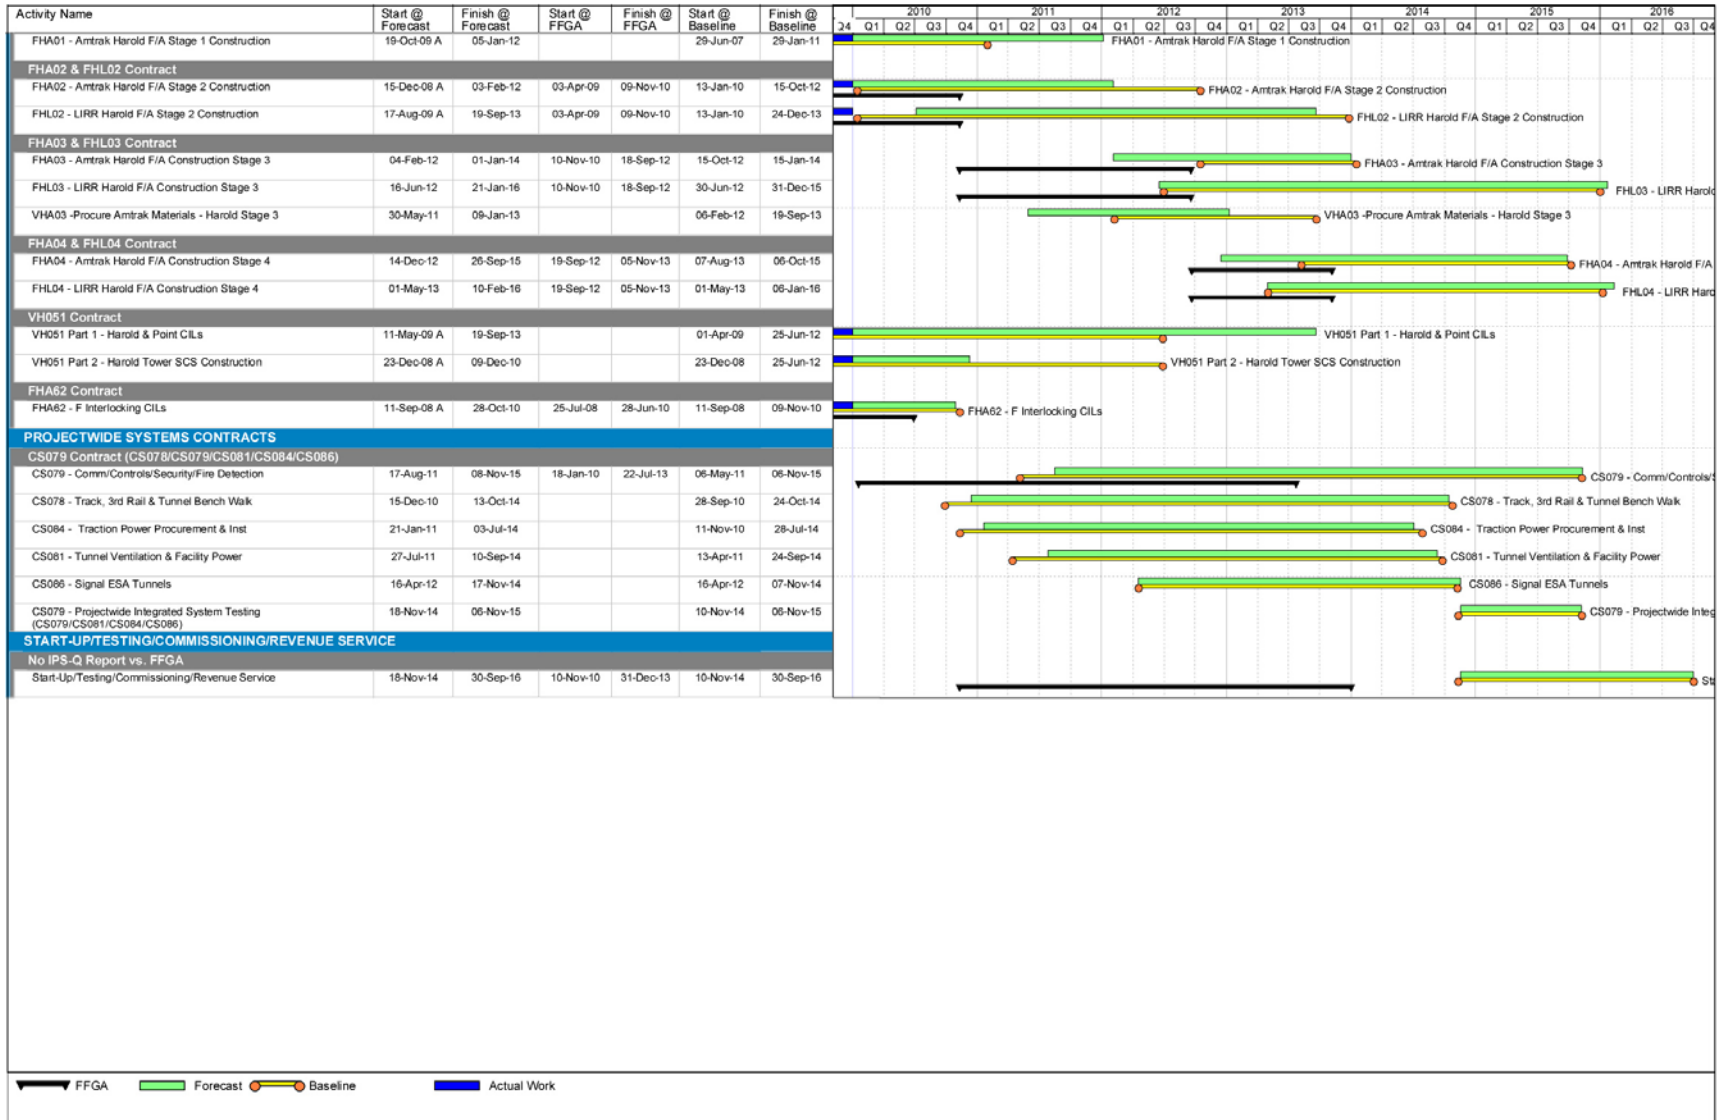 Activity Name Start @ Forecast Finish @ Forecast Start @ FFGA Finish @ FFGA Start @ Baseline Finish @ Baseline
2010 2011 2012 2013 2014 2015 2016
Q4 Q1 Q2 Q3 Q4 Q1 Q2 Q3 Q4 Q1 Q2 Q3 Q4 Q1 Q2 Q3 Q4 Q1 Q2 Q3 Q4 Q1 Q2 Q3 Q4 Q1 Q2 Q3 Q4
FHA01 - Amtrak Harold F/A Stage 1 Construction 19-Oct-09 A 05-Jan-12 29-Jun-07 29-Jan-11 FHA01 - Amtrak Harold F/A Stage 1 Construction
FHA02 & FHL02 Contract
FHA02 - Amtrak Harold F/A Stage 2 Construction 15-Dec-08 A 03-Feb-12 03-Apr-09 09-Nov-10 13-Jan-10 15-Oct-12 FHA02 - Amtrak Harold F/A Stage 2 Construction
FHL02 - LIRR Harold F/A Stage 2 Construction 17-Aug-09 A 19-Sep-13 03-Apr-09 09-Nov-10 13-Jan-10 24-Dec-13 FHL02 - LIRR Harold F/A Stage 2 Construction
FHA03 & FHL03 Contract
FHA03 - Amtrak Harold F/A Construction Stage 3 04-Feb-12 01-Jan-14 10-Nov-10 18-Sep-12 15-Oct-12 15-Jan-14 FHA03 - Amtrak Harold F/A Construction Stage 3
FHL03 - LIRR Harold F/A Construction Stage 3 16-Jun-12 21-Jan-16 10-Nov-10 18-Sep-12 30-Jun-12 31-Dec-15 FHL03 - LIRR Harold
VHA03 -Procure Amtrak Materials - Harold Stage 3 30-May-11 09-Jan-13 06-Feb-12 19-Sep-13 VHA03 -Procure Amtrak Materials - Harold Stage 3
FHA04 & FHL04 Contract
FHA04 - Amtrak Harold F/A Construction Stage 4 14-Dec-12 26-Sep-15 19-Sep-12 05-Nov-13 07-Aug-13 06-Oct-15 FHA04 - Amtrak Harold F/A
FHL04 - LIRR Harold F/A Construction Stage 4 01-May-13 10-Feb-16 19-Sep-12 05-Nov-13 01-May-13 06-Jan-16 FHL04 - LIRR Harc
VH051 Contract
VH051 Part 1 - Harold & Point CILs 11-May-09 A 19-Sep-13 01-Apr-09 25-Jun-12 VH051 Part 1 - Harold & Point CILs
VH051 Part 2 - Harold Tower SCS Construction 23-Dec-08 A 09-Dec-10 23-Dec-08 25-Jun-12 VH051 Part 2 - Harold Tower SCS Construction
FHA62 Contract
FHA62 - F Interlocking CILs 11-Sep-08 A 28-Oct-10 25-Jul-08 28-Jun-10 11-Sep-08 09-Nov-10 FHA62 - F Interlocking CILs
PROJECTWIDE SYSTEMS CONTRACTS
CS079 Contract (CS078/CS079/CS081/CS084/CS086)
CS079 - Comm/Controls/Security/Fire Detection 17-Aug-11 08-Nov-15 18-Jan-10 22-Jul-13 06-May-11 06-Nov-15 CS079 - Comm/Controls/S
CS078 - Track, 3rd Rail & Tunnel Bench Walk 15-Dec-10 13-Oct-14 28-Sep-10 24-Oct-14 CS078 - Track, 3rd Rail & Tunnel Bench Walk
CS084 - Traction Power Procurement & Inst 21-Jan-11 03-Jul-14 11-Nov-10 28-Jul-14 CS084 - Traction Power Procurement & Inst
CS081 - Tunnel Ventilation & Facility Power 27-Jul-11 10-Sep-14 13-Apr-11 24-Sep-14 CS081 - Tunnel Ventilation & Facility Power
CS086 - Signal ESA Tunnels 16-Apr-12 17-Nov-14 16-Apr-12 07-Nov-14 CS086 - Signal ESA Tunnels
CS079 - Projectwide Integrated System Testing 18-Nov-14 06-Nov-15 10-Nov-14 06-Nov-15 CS079 - Projectwide Integ
(CS079/CS081/CS084/CS086)
START-UP/TESTING/COMMISSIONING/REVENUE SERVICE
No IPS-Q Report vs. FFGA
Start-Up/Testing/Commissioning/Revenue Service 18-Nov-14 30-Sep-16 10-Nov-10 31-Dec-13 10-Nov-14 30-Sep-16 Sta
FFGA Forecast Baseline Actual Work